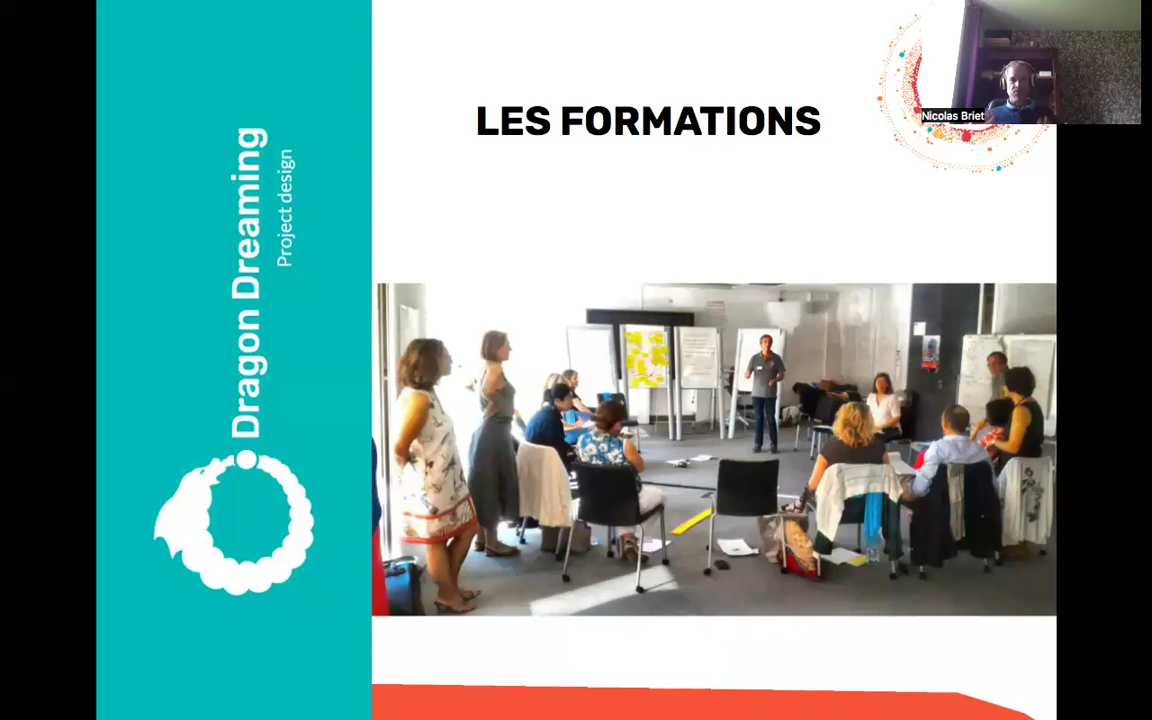 LES FORMATIONS
Nicolas Briet
Dragon Dreaming
Project design